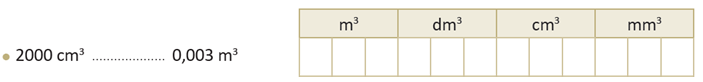 m³ dm³ cm³ mm³
• 2000 cm³ ..................... 0,003 m³